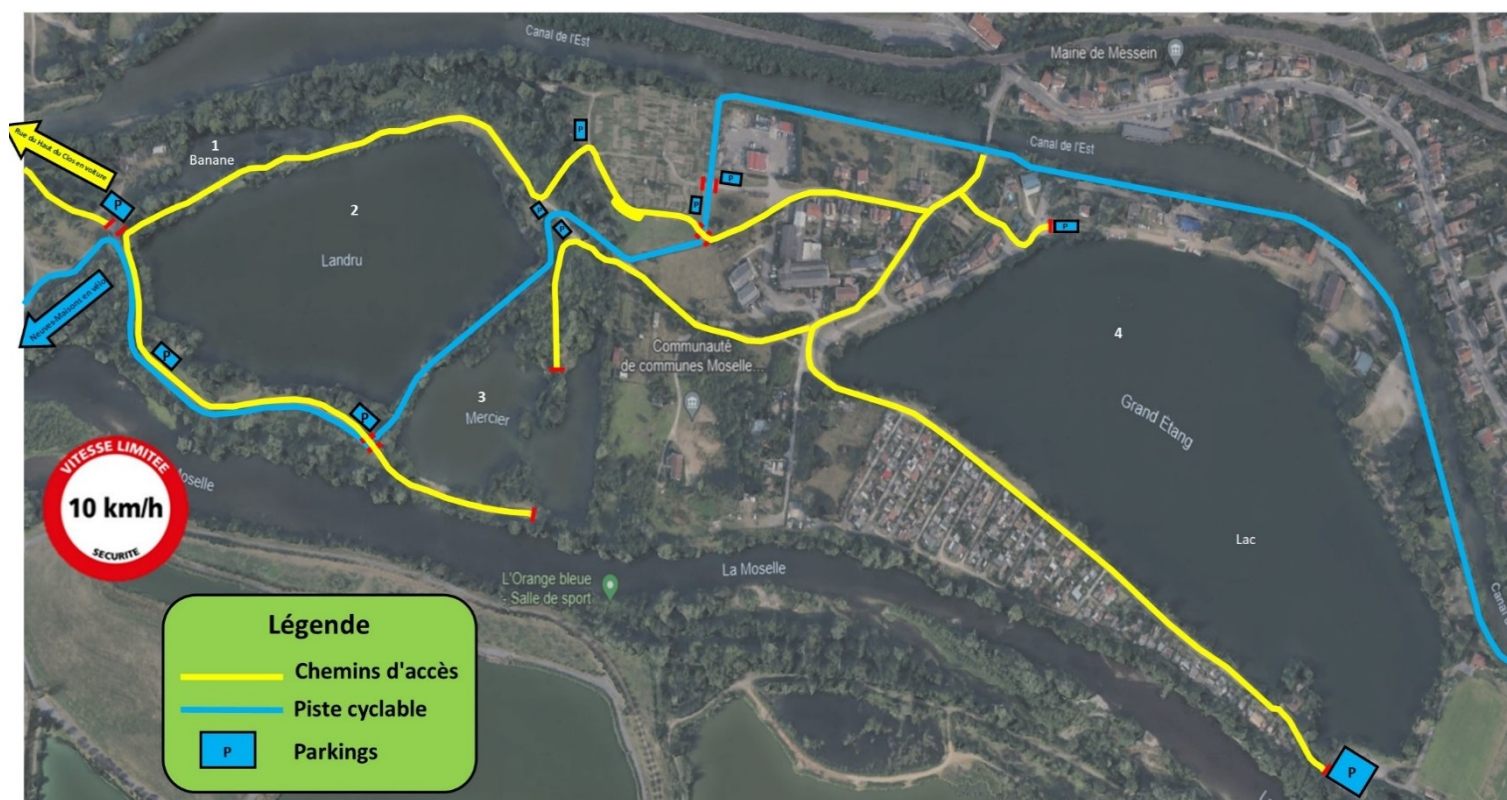 Canal de l'Est
Mairie de Messein
Rue du Haut du Clos en voiture
1
Banane
P
P
P
Canal de l'Est
2
P
P
P
P
P
Landru
Neuves-Maisons en vélo
4
P
Communauté
de communes Moselle...
3
Mercier
Grand Etang
P
VITESSE LIMITEE
10 km/h
SECURITE
Moselle
Lac
La Moselle
L'Orange bleue
- Salle de sport
Légende
Chemins d'accès
Piste cyclable
P Parkings
P